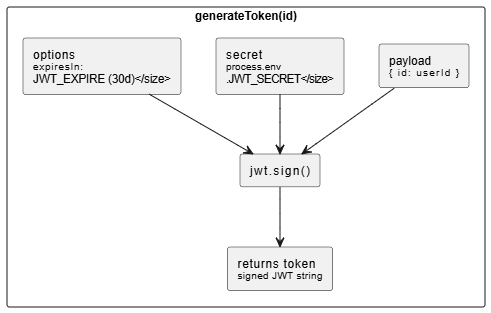 generateToken(id)
options
expiresIn:
JWT_EXPIRE (30d)</size>
secret
process.env
.JWT_SECRET</size>
payload
{ id: userId }
jwt.sign()
returns token
signed JWT string